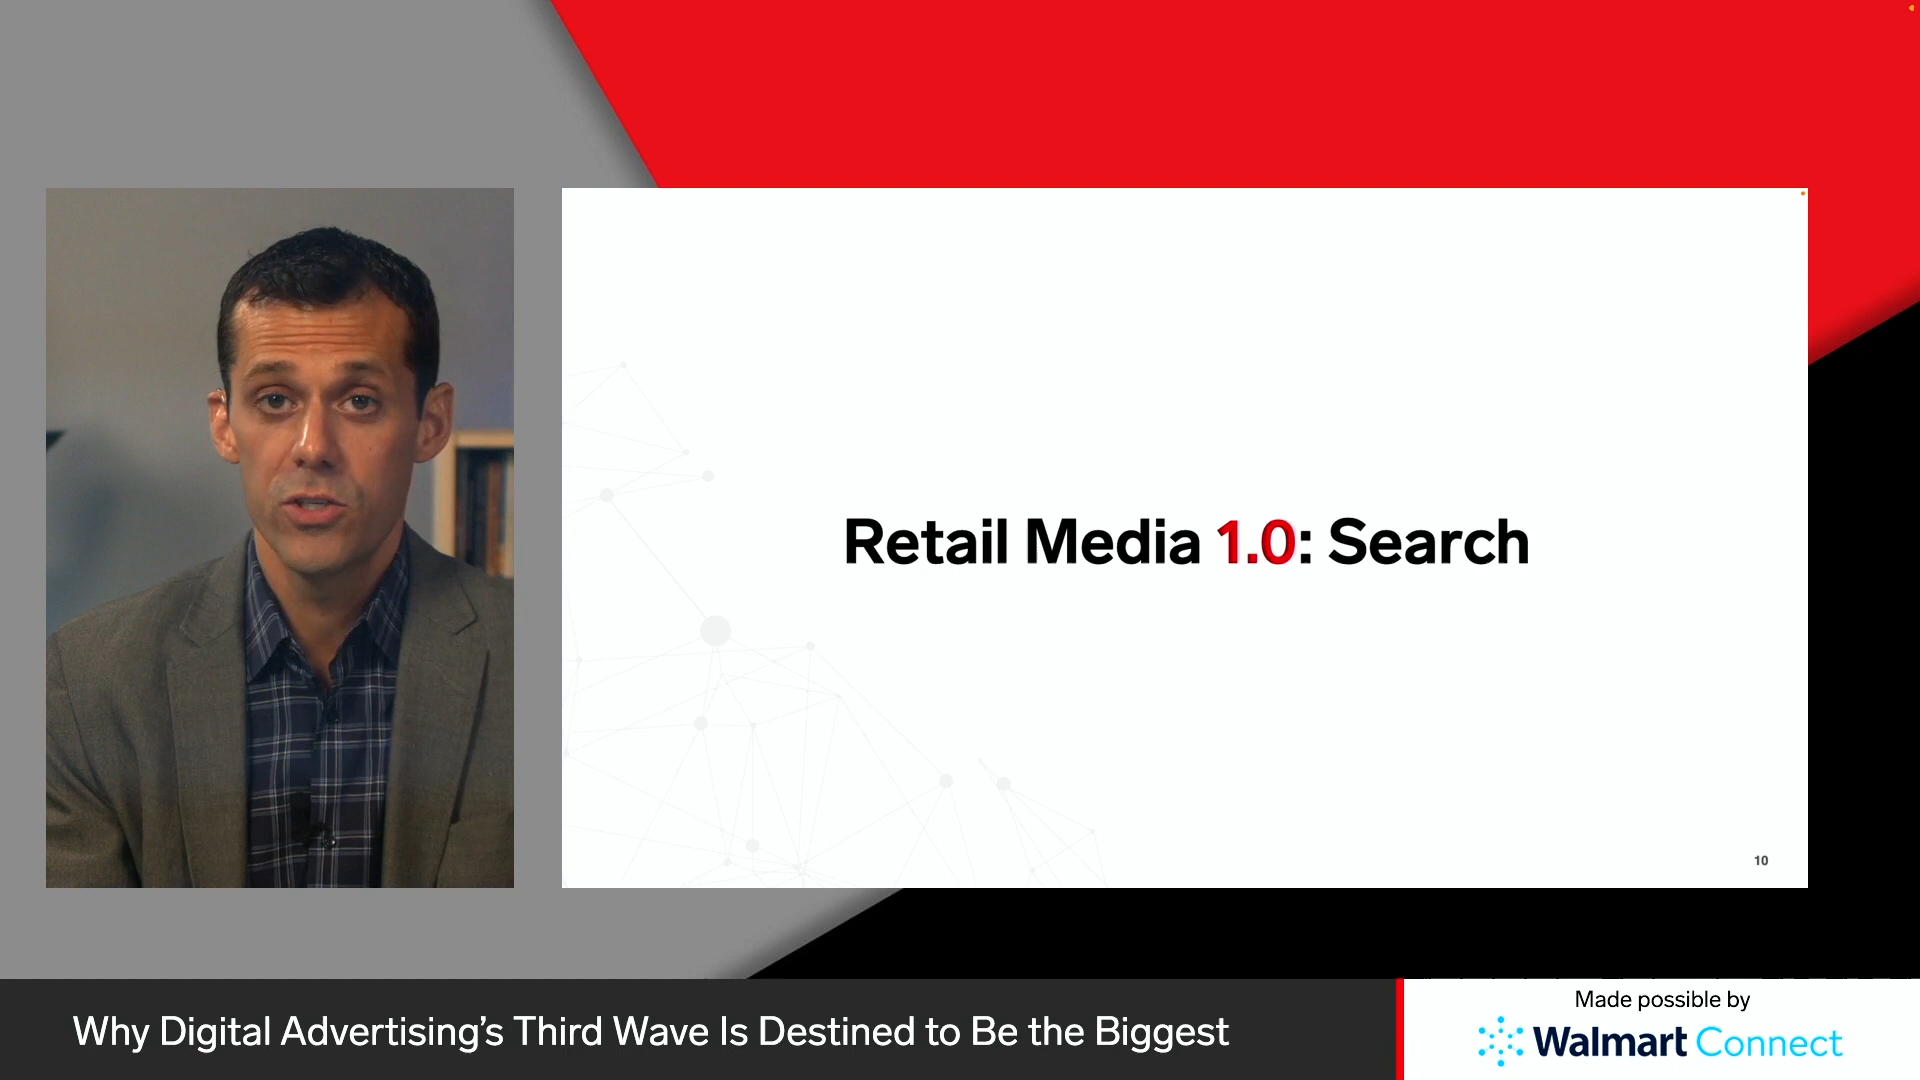 Retail Media 1.0: Search
10
Why Digital Advertising’s Third Wave Is Destined to Be the Biggest
Made possible by
Walmart Connect